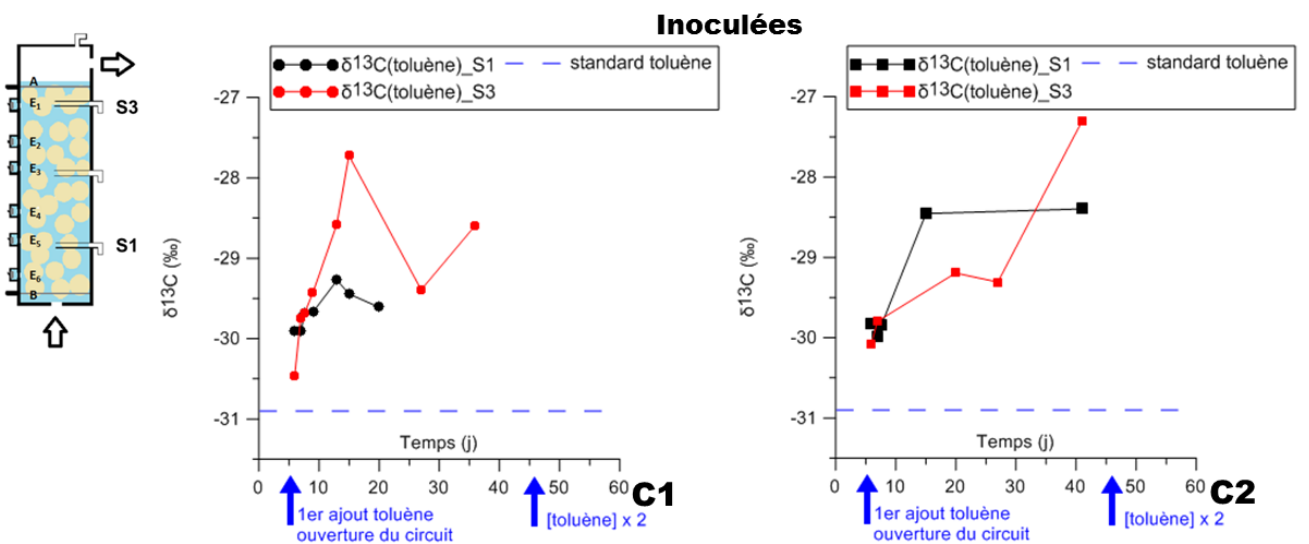 Inoculées
A
E1
E2
E3
E4
E5
E6
B
S3
S1
δ13C(toluène)_S1
standard toluène
δ13C(toluène)_S3
-27
-28
-29
-30
-31
δ13C (‰)
Temps (j)
0 10 20 30 40 50 60
C1
1er ajout toluène
ouverture du circuit
[toluène] x 2
δ13C(toluène)_S1
standard toluène
δ13C(toluène)_S3
-27
-28
-29
-30
-31
δ13C (‰)
Temps (j)
0 10 20 30 40 50 60
C2
1er ajout toluène
ouverture du circuit
[toluène] x 2